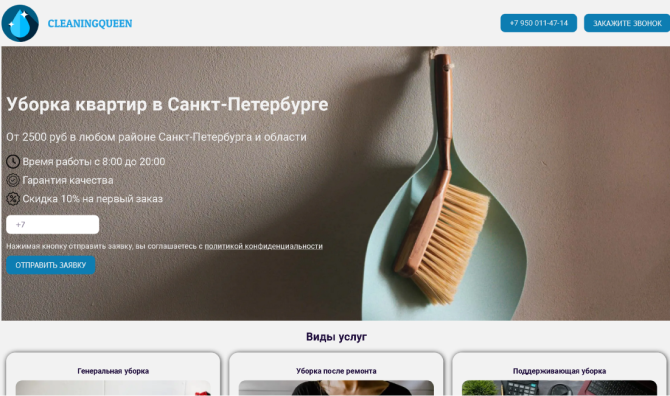 CLEANINGQUEEN
+7 950 011-47-14
ЗАКАЖИТЕ ЗВОНОК
Уборка квартир в Санкт-Петербурге
От 2500 руб в любом районе Санкт-Петербурга и области
Время работы с 8:00 до 20:00
Гарантия качества
Скидка 10% на первый заказ
+7
Нажимая кнопку отправить заявку, вы соглашаетесь с политикой конфиденциальности
ОТПРАВИТЬ ЗАЯВКУ
Виды услуг
Генеральная уборка
Уборка после ремонта
Поддерживающая уборка